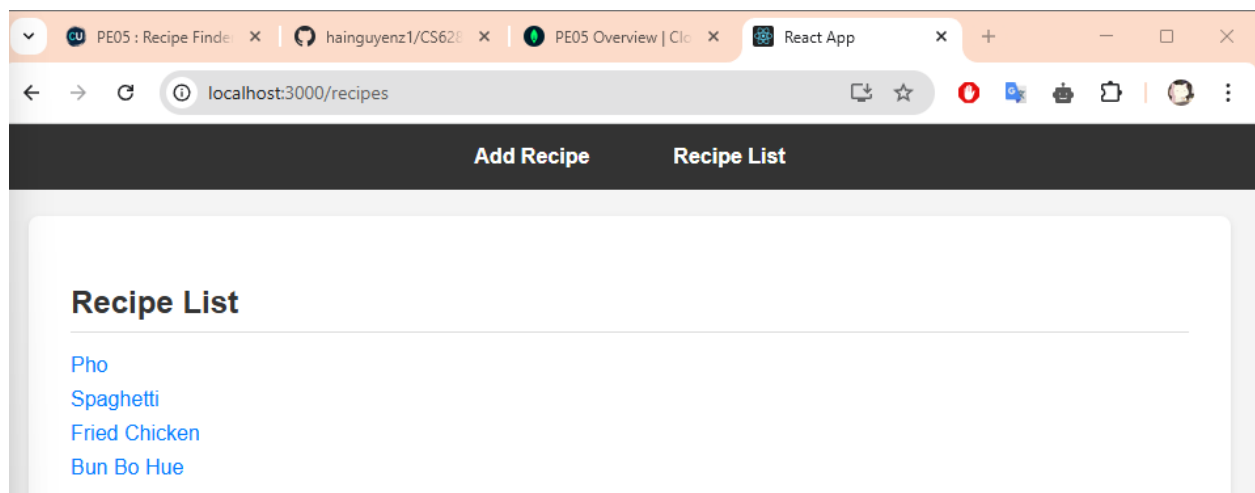 PE05 : Recipe Finde
hainguyenz1/CS628
PE05 Overview | Clo
React App
localhost:3000/recipes
Add Recipe Recipe List
Recipe List
Pho
Spaghetti
Fried Chicken
Bun Bo Hue